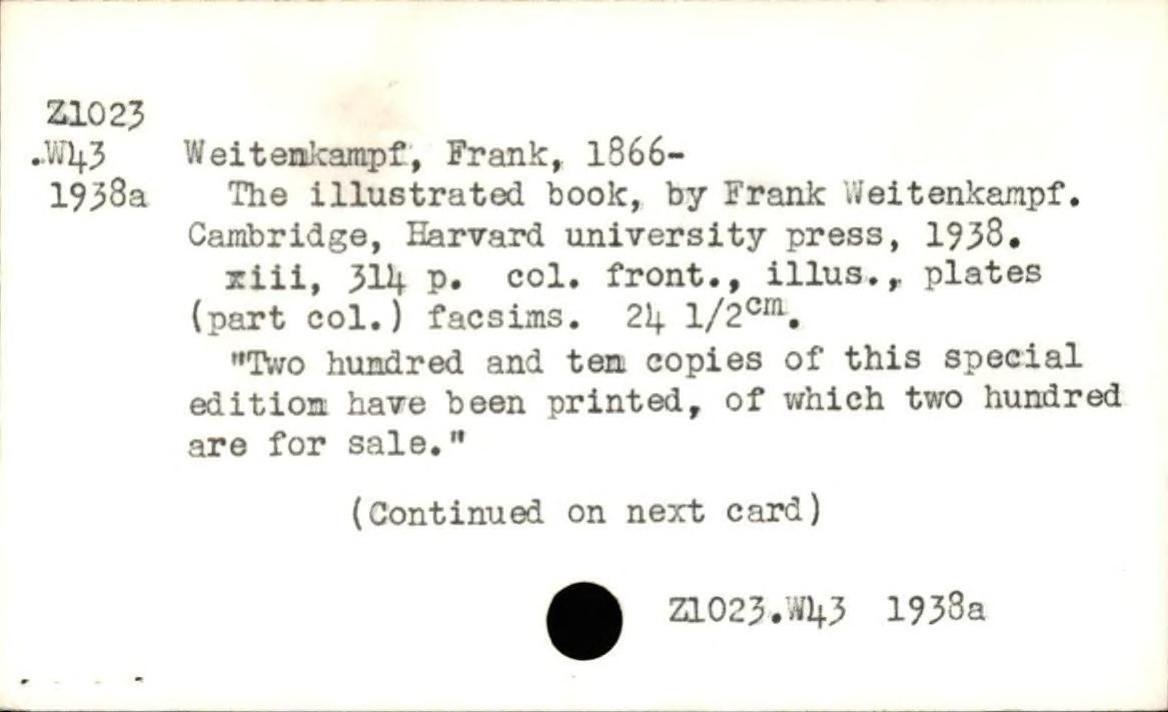 Z1023
.W43 Weitenkampf, Frank, 1866-
1938a The illustrated book, by Frank Weitenkampf.
Cambridge, Harvard university press, 1938.
xiii, 314 p. col. front., illus., plates
(part col.) facsims. 24 1/2cm.
"Two hundred and ten copies of this special
edition have been printed, of which two hundred
are for sale."
(Continued on next card)
Z1023.W43 1938a